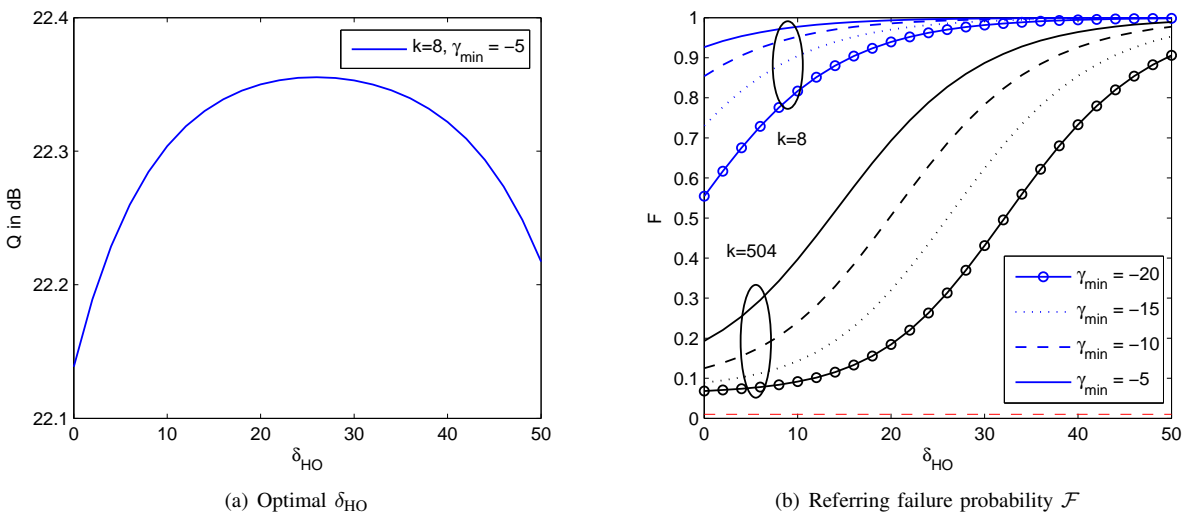 22.4
22.3
22.2
22.1
Q in dB
0 10 20 30 40 50
δHO
k=8, γmin = −5
(a) Optimal δHO
1
0.9
0.8
0.7
0.6
0.5
0.4
0.3
0.2
0.1
0
F
0 10 20 30 40 50
δHO
k=8
k=504
γmin = −20
γmin = −15
γmin = −10
γmin = −5
(b) Referring failure probability F